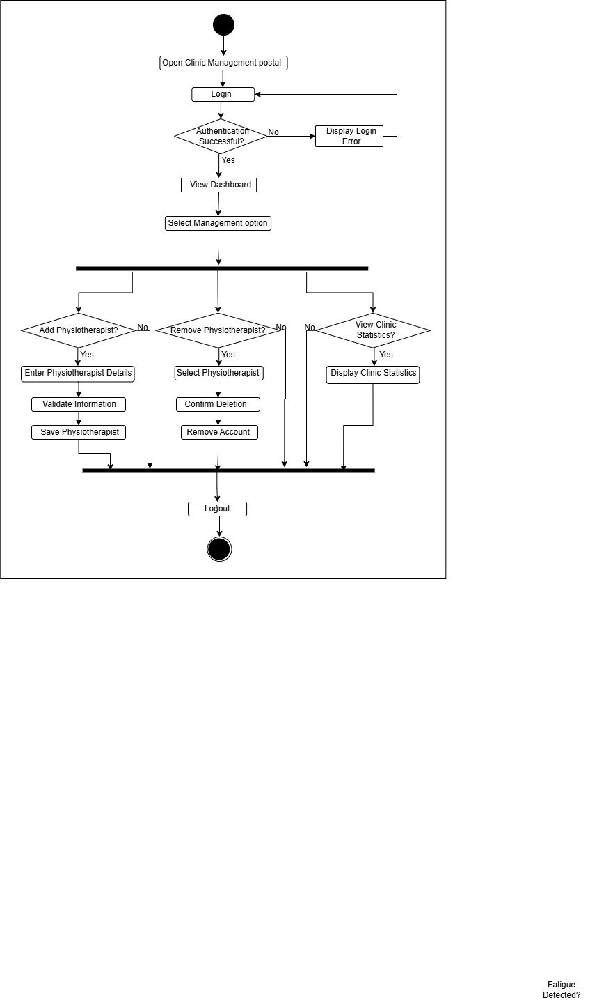 Open Clinic Management postal
Login
Authentication
Successful?
No
Display Login
Error
Yes
View Dashboard
Select Management option
Add Physiotherapist?
No
Remove Physiotherapist?
No
No
View Clinic
Statistics?
Yes
Yes
Yes
Enter Physiotherapist Details
Select Physiotherapist
Display Clinic Statistics
Validate Information
Confirm Deletion
Save Physiotherapist
Remove Account
Logout
Fatigue
Detected?